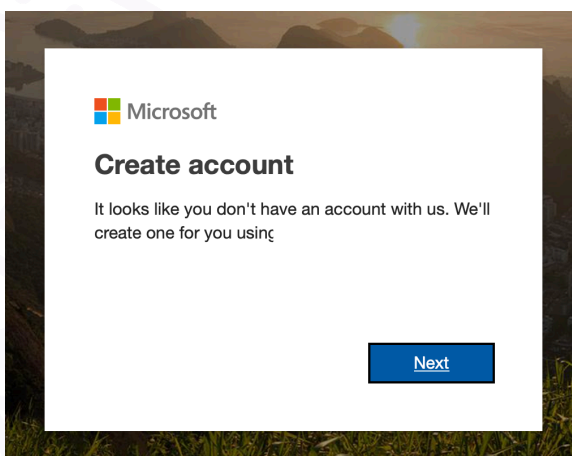 Microsoft
Create account
It looks like you don't have an account with us. We'll
create one for you using
Next